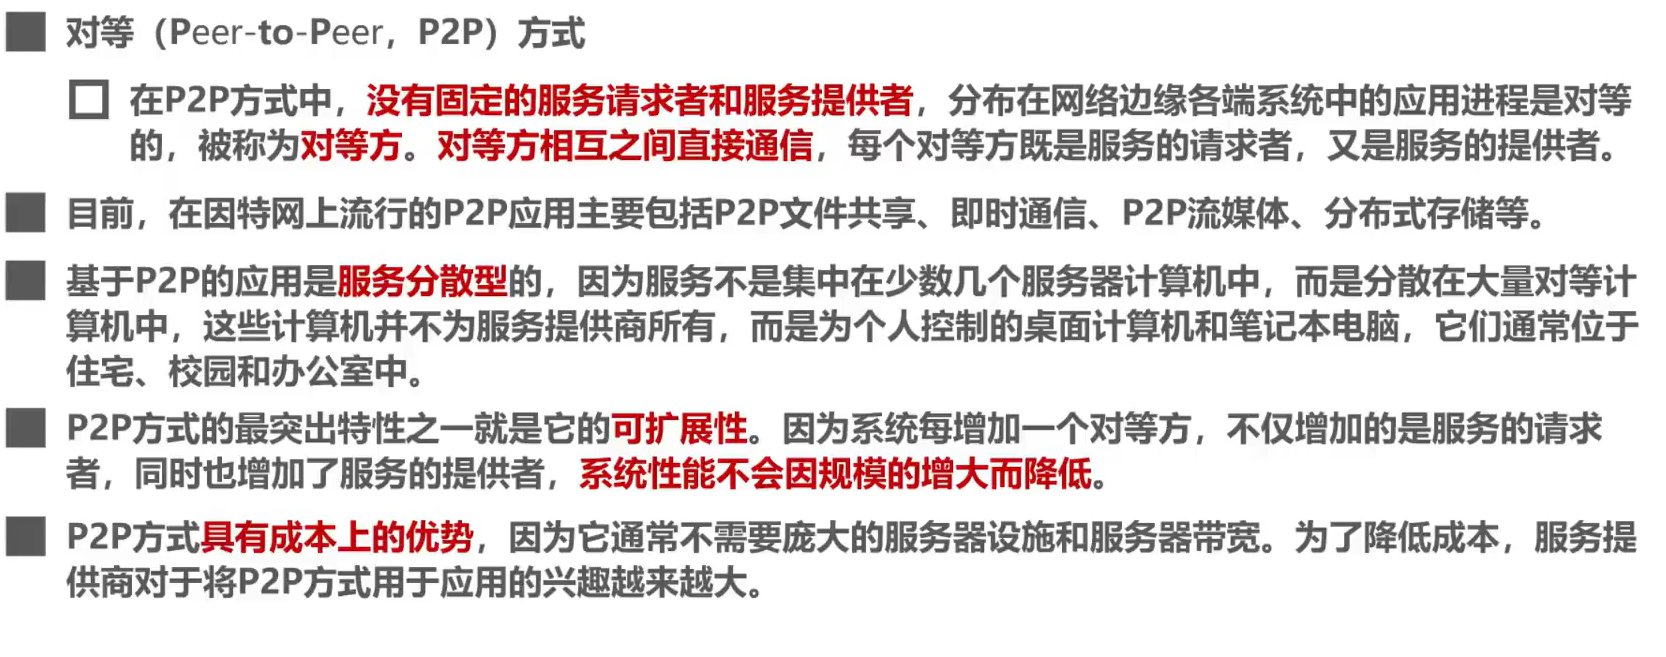 对等（Peer-to-Peer，P2P）方式
在P2P方式中，没有固定的服务请求者和服务提供者，分布在网络边缘各端系统中的应用进程是对等
的，被称为对等方。对等方相互之间直接通信，每个对等方既是服务的请求者，又是服务的提供者。
目前，在因特网上流行的P2P应用主要包括P2P文件共享、即时通信、P2P流媒体、分布式存储等。
基于P2P的应用是服务分散型的，因为服务不是集中在少数几个服务器计算机中，而是分散在大量对等计
算机中，这些计算机并不为服务提供商所有，而是为个人控制的桌面计算机和笔记本电脑，它们通常位于
住宅、校园和办公室中。
P2P方式的最突出特性之一就是它的可扩展性。因为系统每增加一个对等方，不仅增加的是服务的请求
者，同时也增加了服务的提供者，系统性能不会因规模的增大而降低。
P2P方式具有成本上的优势，因为它通常不需要庞大的服务器设施和服务器带宽。为了降低成本，服务提
供商对于将P2P方式用于应用的兴趣越来越大。